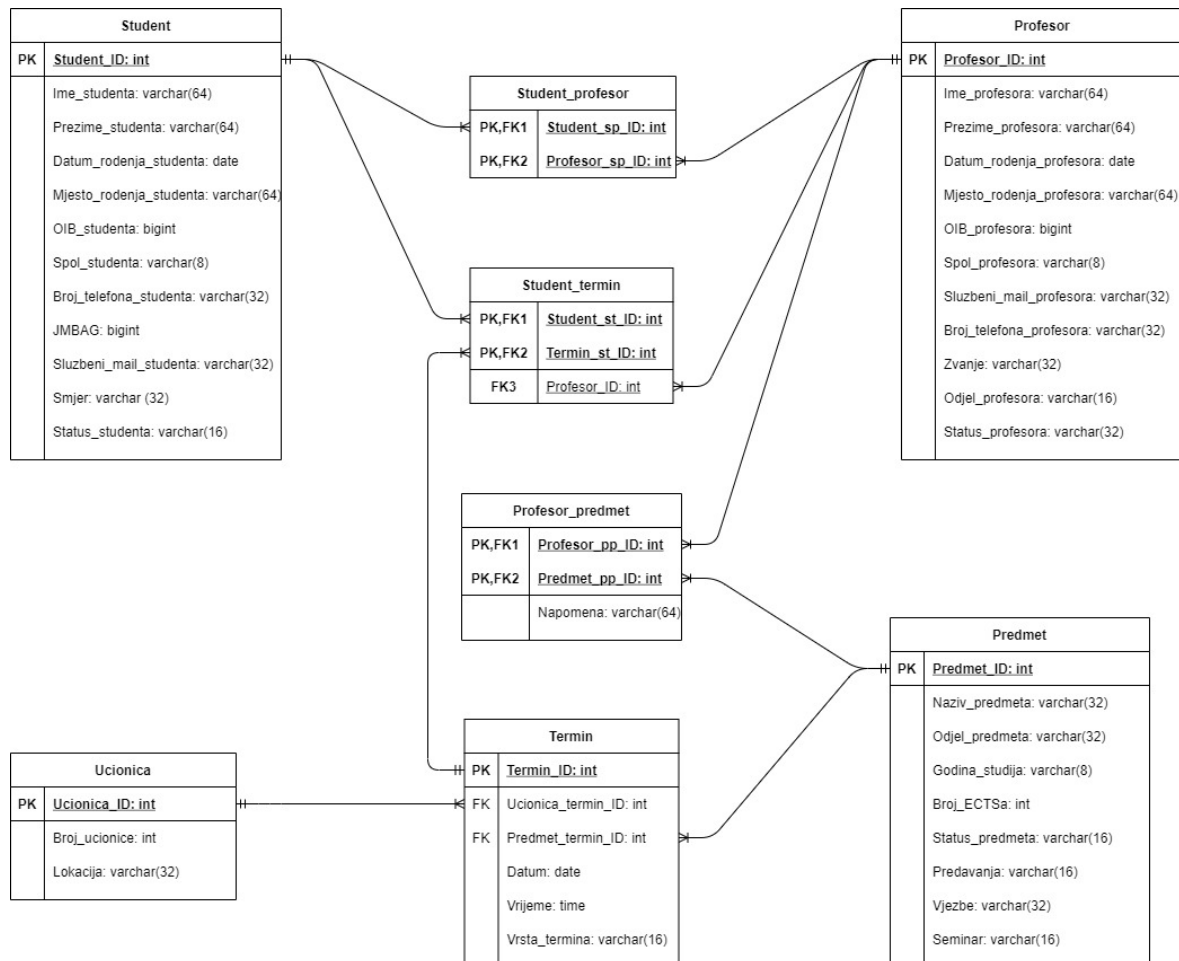 Student
PK Student_ID: int
Ime_studenta: varchar(64)
Prezime_studenta: varchar(64)
Datum_rodenja_studenta: date
Mjesto_rodenja_studenta: varchar(64)
OIB_studenta: bigint
Spol_studenta: varchar(8)
Broj_telefona_studenta: varchar(32)
JMBAG: bigint
Sluzbeni_mail_studenta: varchar(32)
Smjer: varchar (32)
Status_studenta: varchar(16)
Student_profesor
PK,FK1 Student_sp_ID: int
PK,FK2 Profesor_sp_ID: int
Profesor
PK Profesor_ID: int
Ime_profesora: varchar(64)
Prezime_profesora: varchar(64)
Datum_rodenja_profesora: date
Mjesto_rodenja_profesora: varchar(64)
OIB_profesora: bigint
Spol_profesora: varchar(8)
Sluzbeni_mail_profesora: varchar(32)
Broj_telefona_profesora: varchar(32)
Zvanje: varchar(32)
Odjel_profesora: varchar(16)
Status_profesora: varchar(32)
Student_termin
PK,FK1 Student_st_ID: int
PK,FK2 Termin_st_ID: int
FK3 Profesor_ID: int
Profesor_predmet
PK,FK1 Profesor_pp_ID: int
PK,FK2 Predmet_pp_ID: int
Napomena: varchar(64)
Predmet
PK Predmet_ID: int
Naziv_predmeta: varchar(32)
Odjel_predmeta: varchar(32)
Godina_studija: varchar(8)
Broj_ECTSa: int
Status_predmeta: varchar(16)
Predavanja: varchar(16)
Vjezbe: varchar(32)
Seminar: varchar(16)
Ucionica
PK Ucionica_ID: int
Broj_ucionice: int
Lokacija: varchar(32)
Termin
PK Termin_ID: int
FK Ucionica_termin_ID: int
FK Predmet_termin_ID: int
Datum: date
Vrijeme: time
Vrsta_termina: varchar(16)